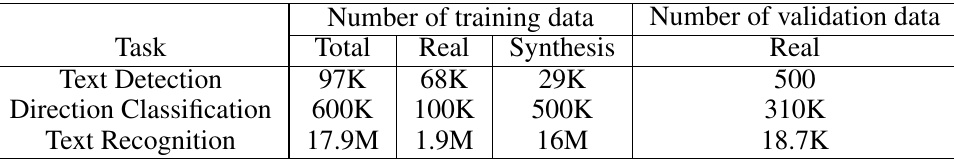 Number of training data Number of validation data
Task Total Real Synthesis Real
Text Detection 97K 68K 29K 500
Direction Classification 600K 100K 500K 310K
Text Recognition 17.9M 1.9M 16M 18.7K